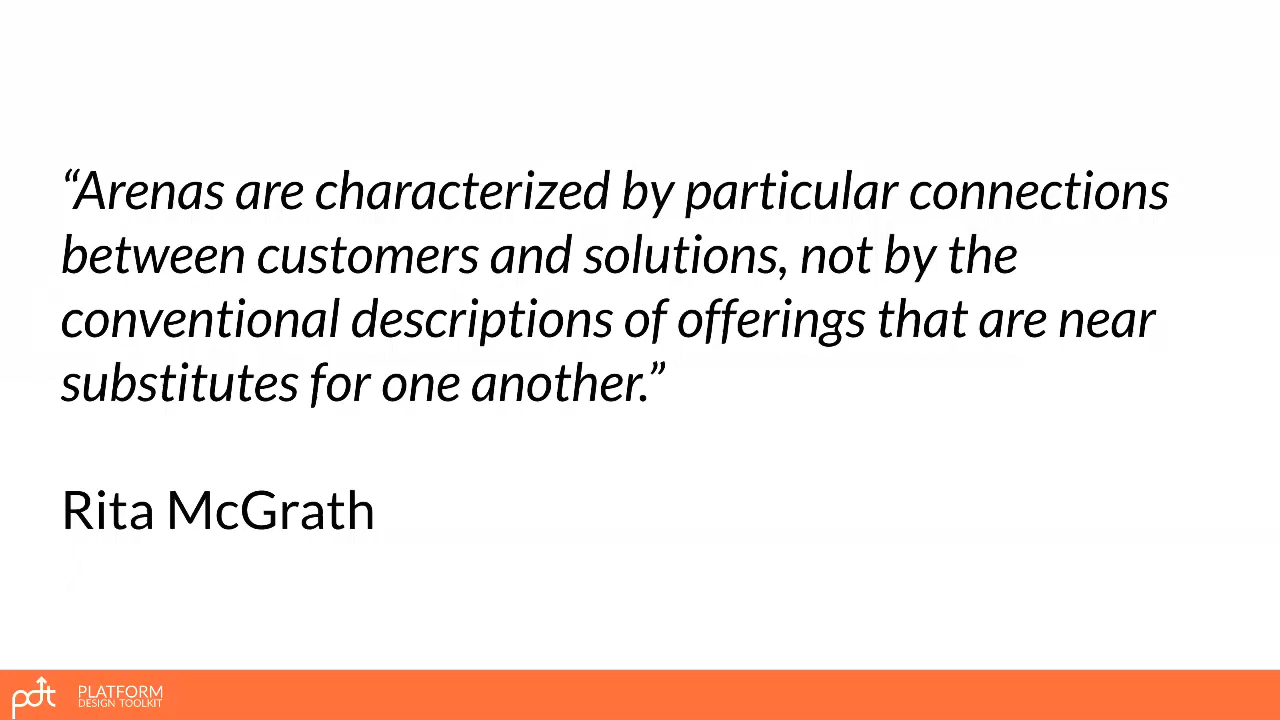 “Arenas are characterized by particular connections
between customers and solutions, not by the
conventional descriptions of offerings that are near
substitutes for one another.”
Rita McGrath
pdt
PLATFORM
DESIGN TOOLKIT